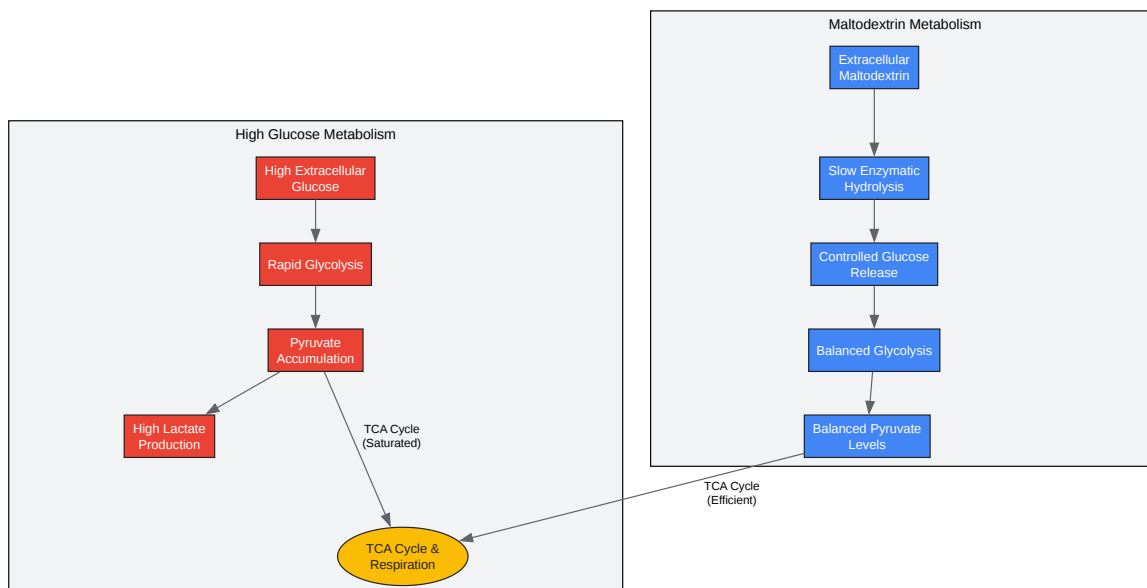 Maltodextrin Metabolism
Extracellular
Maltodextrin
Slow Enzymatic
Hydrolysis
Controlled Glucose
Release
Balanced Glycolysis
Balanced Pyruvate
Levels
TCA Cycle
(Efficient)
High Glucose Metabolism
High Extracellular
Glucose
Rapid Glycolysis
Pyruvate
Accumulation
High Lactate
Production
TCA Cycle
(Saturated)
TCA Cycle &
Respiration